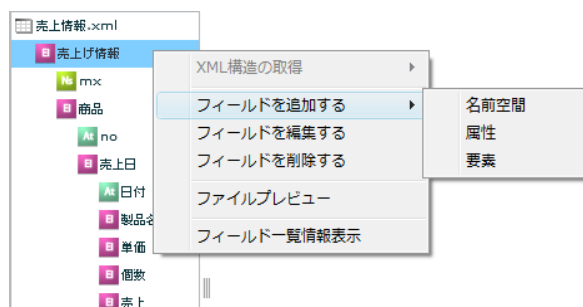 売上情報.xml
売上げ情報
mx
商品
no
売上日
日付
製品名
単価
個数
売上
XML構造の取得
フィールドを追加する
フィールドを編集する
フィールドを削除する
ファイルプレビュー
フィールド一覧情報表示
名前空間
属性
要素